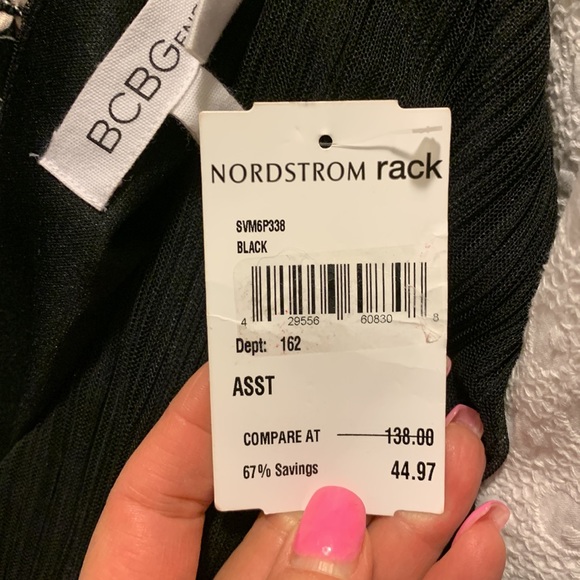 BCBGENE
NORDSTROM rack
SVM6P338
BLACK
4 29556 60830 8
Dept: 162
ASST
COMPARE AT 138.00
67% Savings 44.97